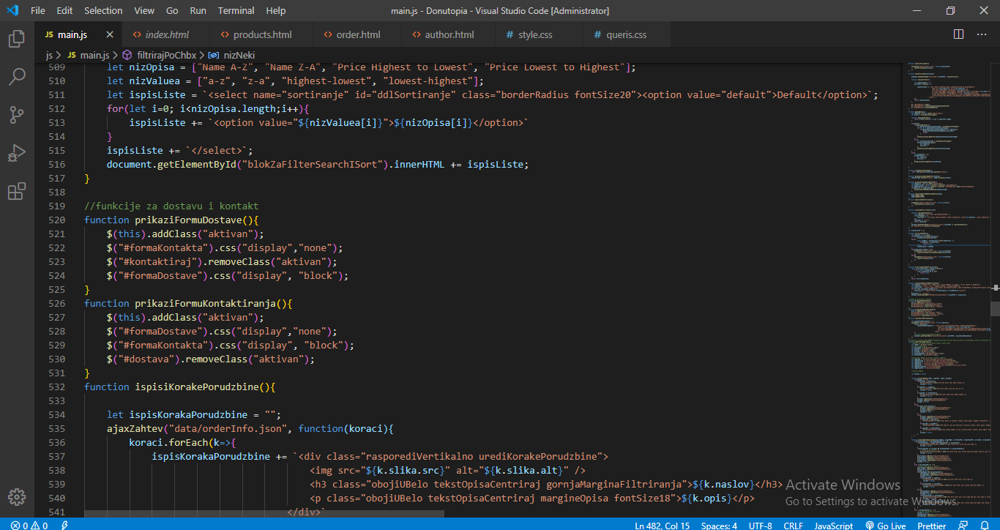 File Edit Selection View Go Run Terminal Help main.js - Donutopia - Visual Studio Code [Administrator]
JS main.js <> index.html <> products.html <> order.html <> author.html # style.css # queris.css
js > JS main.js > filtrirajPoChbx > nizNeki
509 let nizOpisa = ["Name A-Z", "Name Z-A", "Price Highest to Lowest", "Price Lowest to Highest"];
510 let nizValuea = ["a-z", "z-a", "highest-lowest", "lowest-highest"];
511 let ispisListe = `<select name="sortiranje" id="ddlSortiranje" class="borderRadius fontSize20"><option value="default">Default</option>`;
512 for(let i=0; i<nizOpisa.length;i++){
513 ispisListe += `<option value="${nizValuea[i]}">${nizOpisa[i]}</option>`
514 }
515 ispisListe += `</select>`;
516 document.getElementById("blokZaFilterSearchISort").innerHTML += ispisListe;
517 }
518
519 //funkcije za dostavu i kontakt
520 function prikaziFormuDostave(){
521 $(this).addClass("aktivan");
522 $("#formaKontakta").css("display","none");
523 $("#kontaktiraj").removeClass("aktivan");
524 $("#formaDostave").css("display", "block");
525 }
526 function prikaziFormuKontaktiranja(){
527 $(this).addClass("aktivan");
528 $("#formaDostave").css("display","none");
529 $("#formaKontakta").css("display", "block");
530 $("#dostava").removeClass("aktivan");
531 }
532 function ispisiKorakePorudzbine(){
533
534 let ispisKorakaPorudzbine = "";
535 ajaxZahtev("data/orderInfo.json", function(koraci){
536 koraci.forEach(k=>{
537 ispisKorakaPorudzbine += `<div class="rasporediVertikalno urediKorakePorudzbine">
538 <img src="${k.slika.src}" alt="${k.slika.alt}" />
539 <h3 class="obojiUBelo tekstOpisaCentriraj gornjaMarginaFiltriranja">${k.naslov}</h3>
540 <p class="obojiUBelo tekstOpisaCentriraj margineOpisa fontSize18">${k.opis}</p>
541 </div>`
Activate Windows
Go to Settings to activate Windows.
0 0 Ln 482, Col 15 Spaces: 4 UTF-8 CRLF JavaScript Go Live Prettier